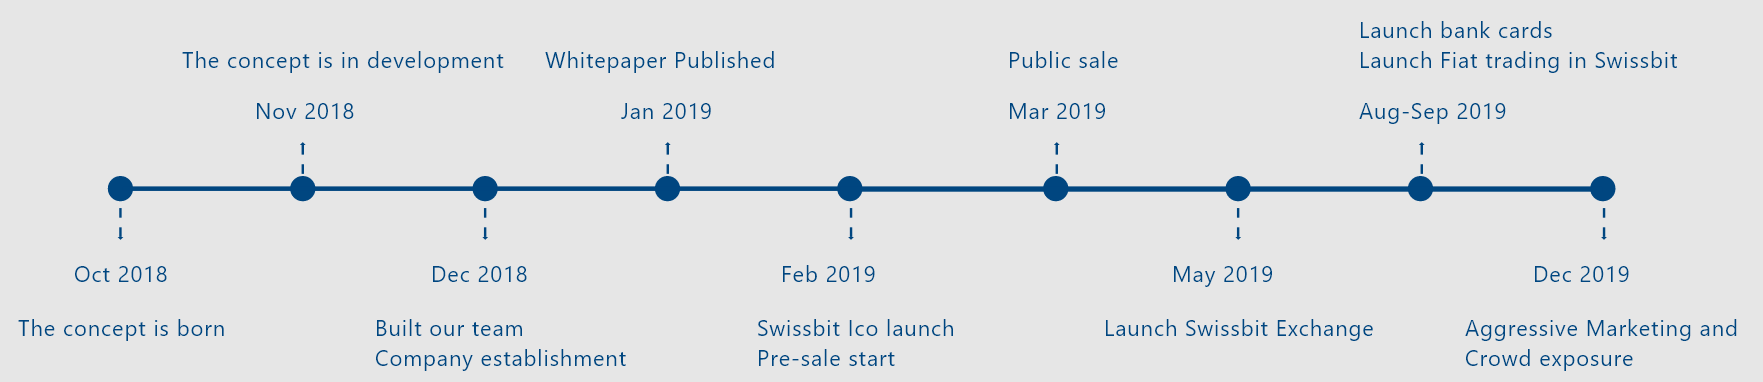 Launch bank cards
The concept is in development
Whitepaper Published
Public sale
Launch Fiat trading in Swissbit
Nov 2018
Jan 2019
Mar 2019
Aug-Sep 2019
Oct 2018
Dec 2018
Feb 2019
May 2019
Dec 2019
The concept is born
Built our team
Company establishment
Swissbit Ico launch
Pre-sale start
Launch Swissbit Exchange
Aggressive Marketing and
Crowd exposure